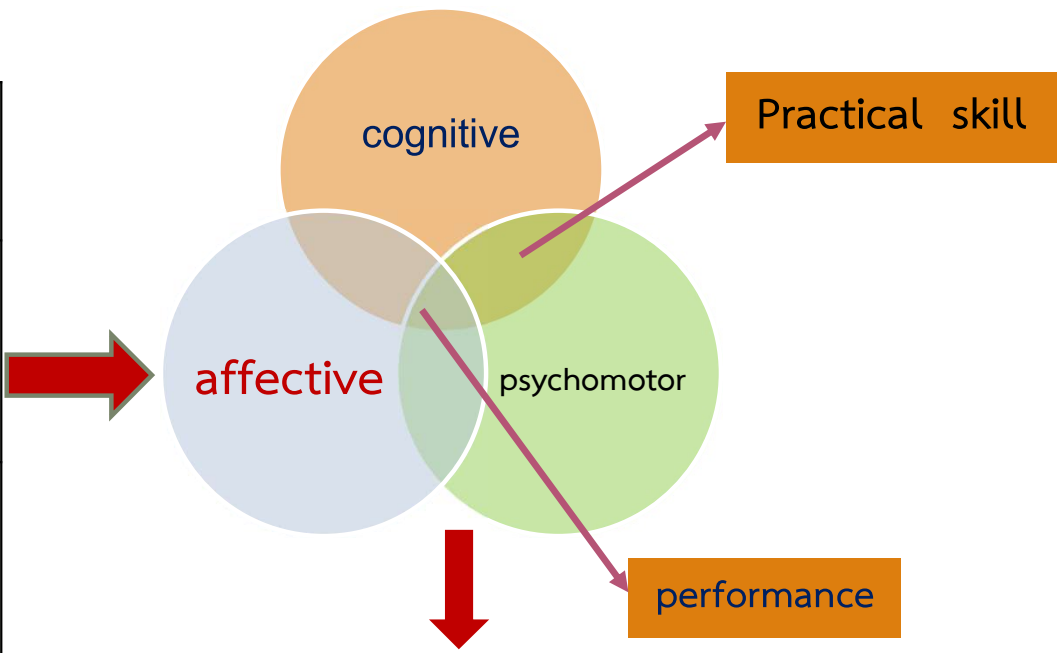 Practical skill
cognitive
affective
psychomotor
performance